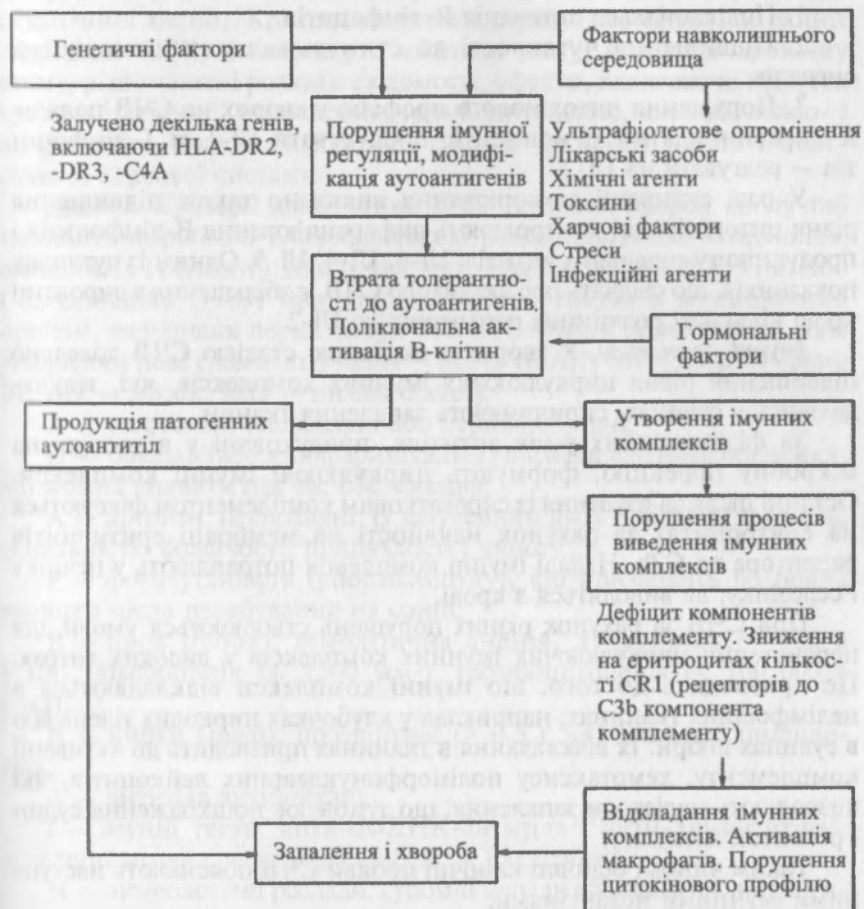 Генетичні фактори
Залучено декілька генів
включаючи HLA-DR2,
-DR3, -C4A
Фактори навколишнього
середовища
Ультрафіолетове опромінення
Лікарські засоби
Хімічні агенти
Токсини
Харчові фактори
Стреси
Інфекційні агенти
Порушення імунної
регуляції, модифі-
кація аутоантигенів
Втрата толерантно-
сті до аутоантигенів.
Поліклональна ак-
тивація В-клітин
Гормональні
фактори
Продукція патогенних
аутоантитіл
Утворення імунних
комплексів
Порушення процесів
виведення імунних
комплексів
Дефіцит компонентів
комплементу. Зниження
на еритроцитах кількос-
ті CR1 (рецепторів до
C3b компонента
комплементу)
Відкладання імунних
комплексів, Активація
макрофагів, Порушення
цитокінового профілю
Запалення і хвороба